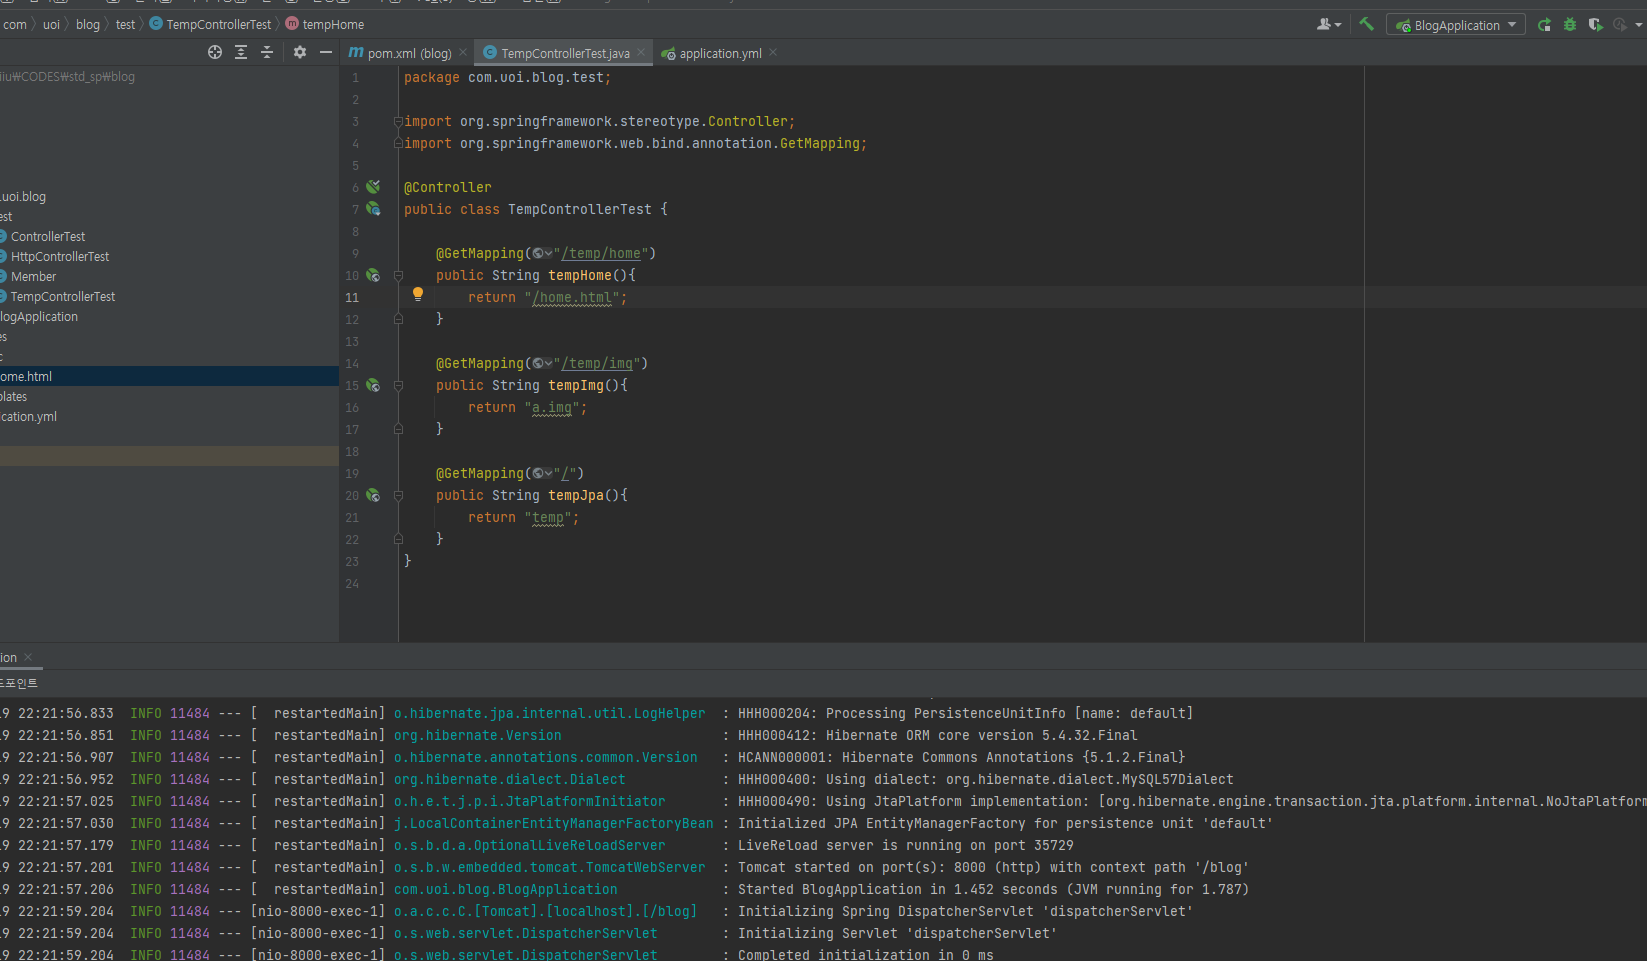 com uoi blog test TempControllerTest tempHome
BlogApplication
pom.xml (blog) TempControllerTest.java application.yml
iiu₩CODES₩std_sp₩blog
.uoi.blog
est
ControllerTest
HttpControllerTest
Member
TempControllerTest
logApplication
es
c
ome.html
plates
ication.yml
1 package com.uoi.blog.test;
2
3 import org.springframework.stereotype.Controller;
4 import org.springframework.web.bind.annotation.GetMapping;
5
6 @Controller
7 public class TempControllerTest {
8
9 @GetMapping("/temp/home")
10 public String tempHome(){
11 return "/home.html";
12 }
13
14 @GetMapping("/temp/img")
15 public String tempImg(){
16 return "a.img";
17 }
18
19 @GetMapping("/")
20 public String tempJpa(){
21 return "temp";
22 }
23 }
24
ion
드포인트
19 22:21:56.833 INFO 11484 --- [ restartedMain] o.hibernate.jpa.internal.util.LogHelper : HHH000204: Processing PersistenceUnitInfo [name: default]
19 22:21:56.851 INFO 11484 --- [ restartedMain] org.hibernate.Version : HHH000412: Hibernate ORM core version 5.4.32.Final
19 22:21:56.907 INFO 11484 --- [ restartedMain] o.hibernate.annotations.common.Version : HCANN000001: Hibernate Commons Annotations {5.1.2.Final}
19 22:21:56.952 INFO 11484 --- [ restartedMain] org.hibernate.dialect.Dialect : HHH000400: Using dialect: org.hibernate.dialect.MySQL57Dialect
19 22:21:57.025 INFO 11484 --- [ restartedMain] o.h.e.t.j.p.i.JtaPlatformInitiator : HHH000490: Using JtaPlatform implementation: [org.hibernate.engine.transaction.jta.platform.internal.NoJtaPlatform
19 22:21:57.030 INFO 11484 --- [ restartedMain] j.LocalContainerEntityManagerFactoryBean : Initialized JPA EntityManagerFactory for persistence unit 'default'
19 22:21:57.179 INFO 11484 --- [ restartedMain] o.s.b.d.a.OptionalLiveReloadServer : LiveReload server is running on port 35729
19 22:21:57.201 INFO 11484 --- [ restartedMain] o.s.b.w.embedded.tomcat.TomcatWebServer : Tomcat started on port(s): 8000 (http) with context path '/blog'
19 22:21:57.206 INFO 11484 --- [ restartedMain] com.uoi.blog.BlogApplication : Started BlogApplication in 1.452 seconds (JVM running for 1.787)
19 22:21:59.204 INFO 11484 --- [nio-8000-exec-1] o.a.c.c.C.[Tomcat].[localhost].[/blog] : Initializing Spring DispatcherServlet 'dispatcherServlet'
19 22:21:59.204 INFO 11484 --- [nio-8000-exec-1] o.s.web.servlet.DispatcherServlet : Initializing Servlet 'dispatcherServlet'
19 22:21:59.204 INFO 11484 --- [nio-8000-exec-1] o.s.web.servlet.DispatcherServlet : Completed initialization in 0 ms